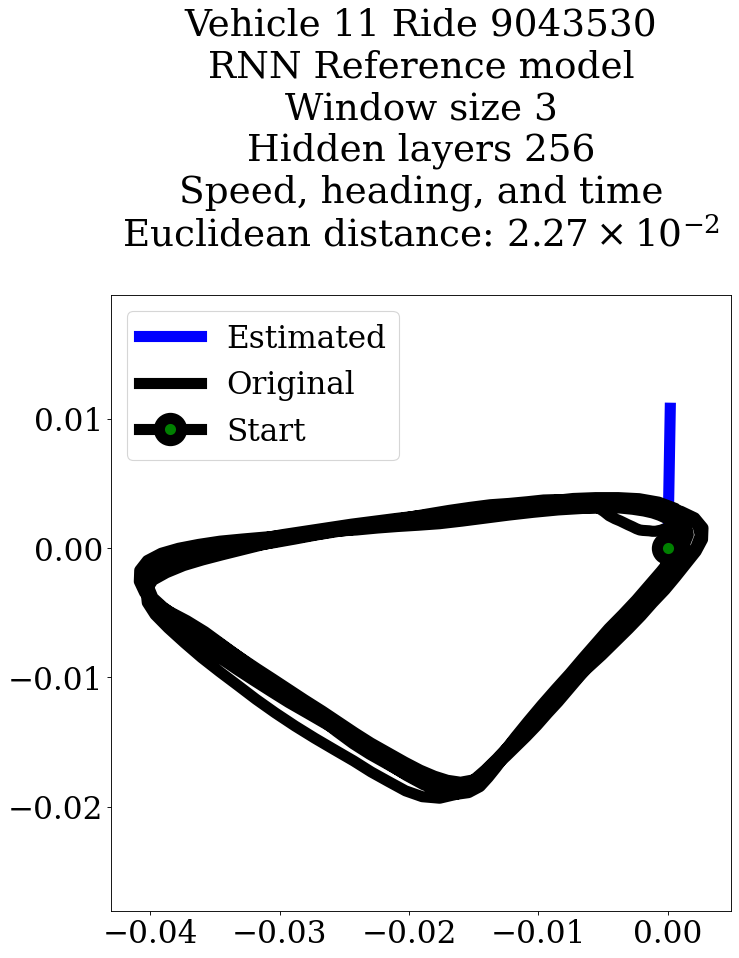 Vehicle 11 Ride 9043530
RNN Reference model
Window size 3
Hidden layers 256
Speed, heading, and time
Euclidean distance: 2.27 × 10⁻²
Estimated
Original
Start
0.01
0.00
−0.01
−0.02
−0.04 −0.03 −0.02 −0.01 0.00